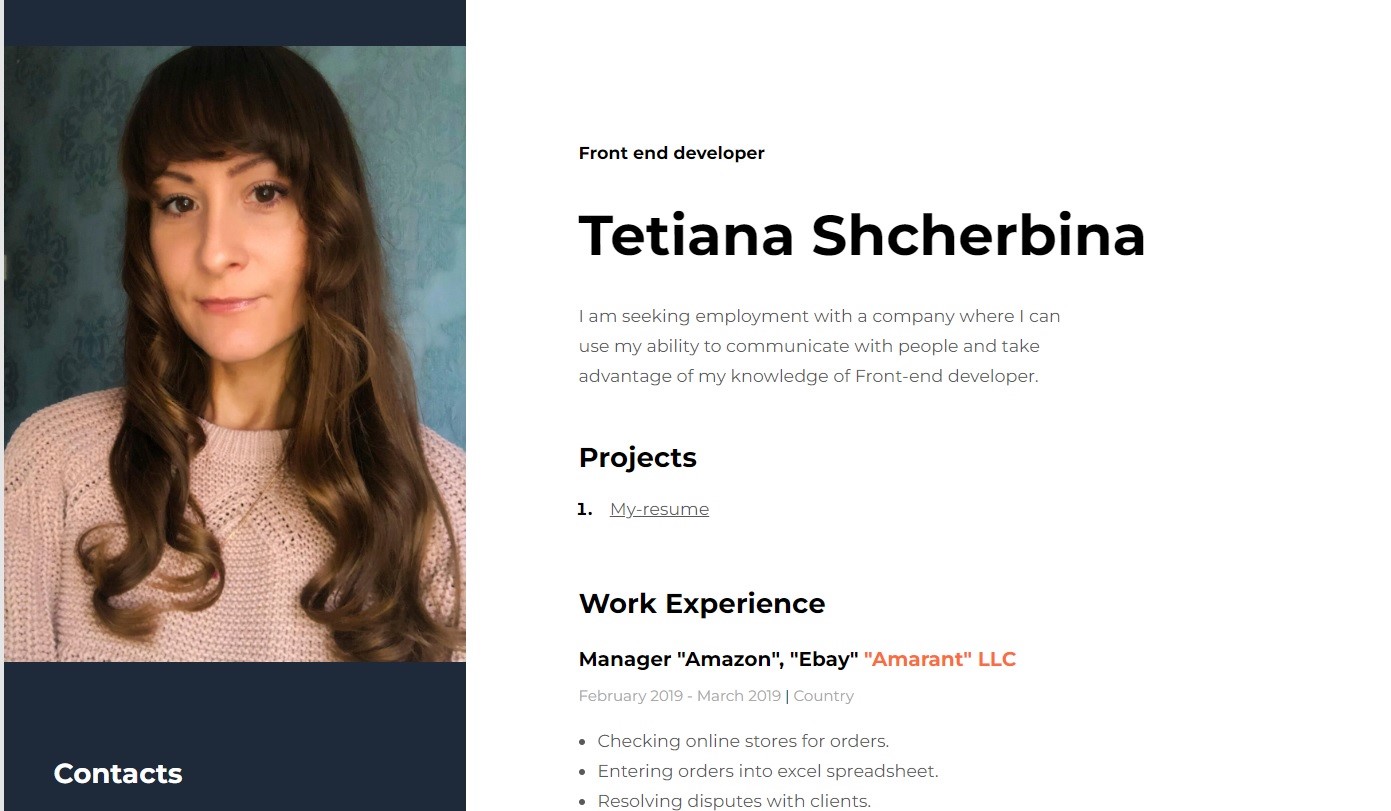 Front end developer
Tetiana Shcherbina
I am seeking employment with a company where I can
use my ability to communicate with people and take
advantage of my knowledge of Front-end developer.
Projects
1. My-resume
Work Experience
Manager "Amazon", "Ebay" "Amarant" LLC
February 2019 - March 2019 | Country
• Checking online stores for orders.
• Entering orders into excel spreadsheet.
• Resolving disputes with clients.
Contacts